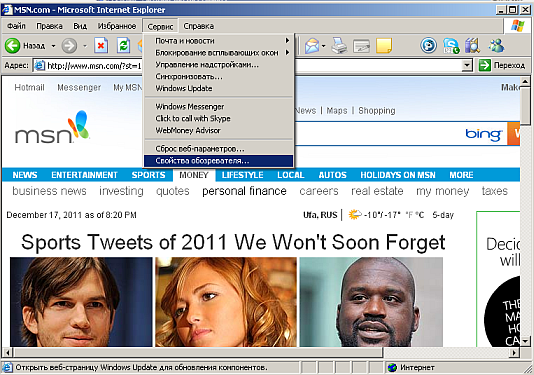 MSN.com - Microsoft Internet Explorer
Файл Правка Вид Избранное Сервис Справка
Назад
Адрес: http://www.msn.com/?st=1 Переход
Почта и новости
Блокирование всплывающих окон
Управление надстройками...
Синхронизовать...
Windows Update
Windows Messenger
Click to call with Skype
WebMoney Advisor
Сброс веб-параметров...
Свойства обозревателя...
Hotmail Messenger My MSN Make
News | Maps | Shopping
msn bing W
NEWS ENTERTAINMENT SPORTS MONEY LIFESTYLE LOCAL AUTOS HOLIDAYS ON MSN MORE
business news investing quotes personal finance careers real estate my money taxes
December 17, 2011 as of 8:20 PM Ufa, RUS | -10°/-17° °F °C 5-day
Sports Tweets of 2011 We Won't Soon Forget
Decid
will
THE
MA
HO
CA
Открыть веб-страницу Windows Update для обновления компонентов. Интернет